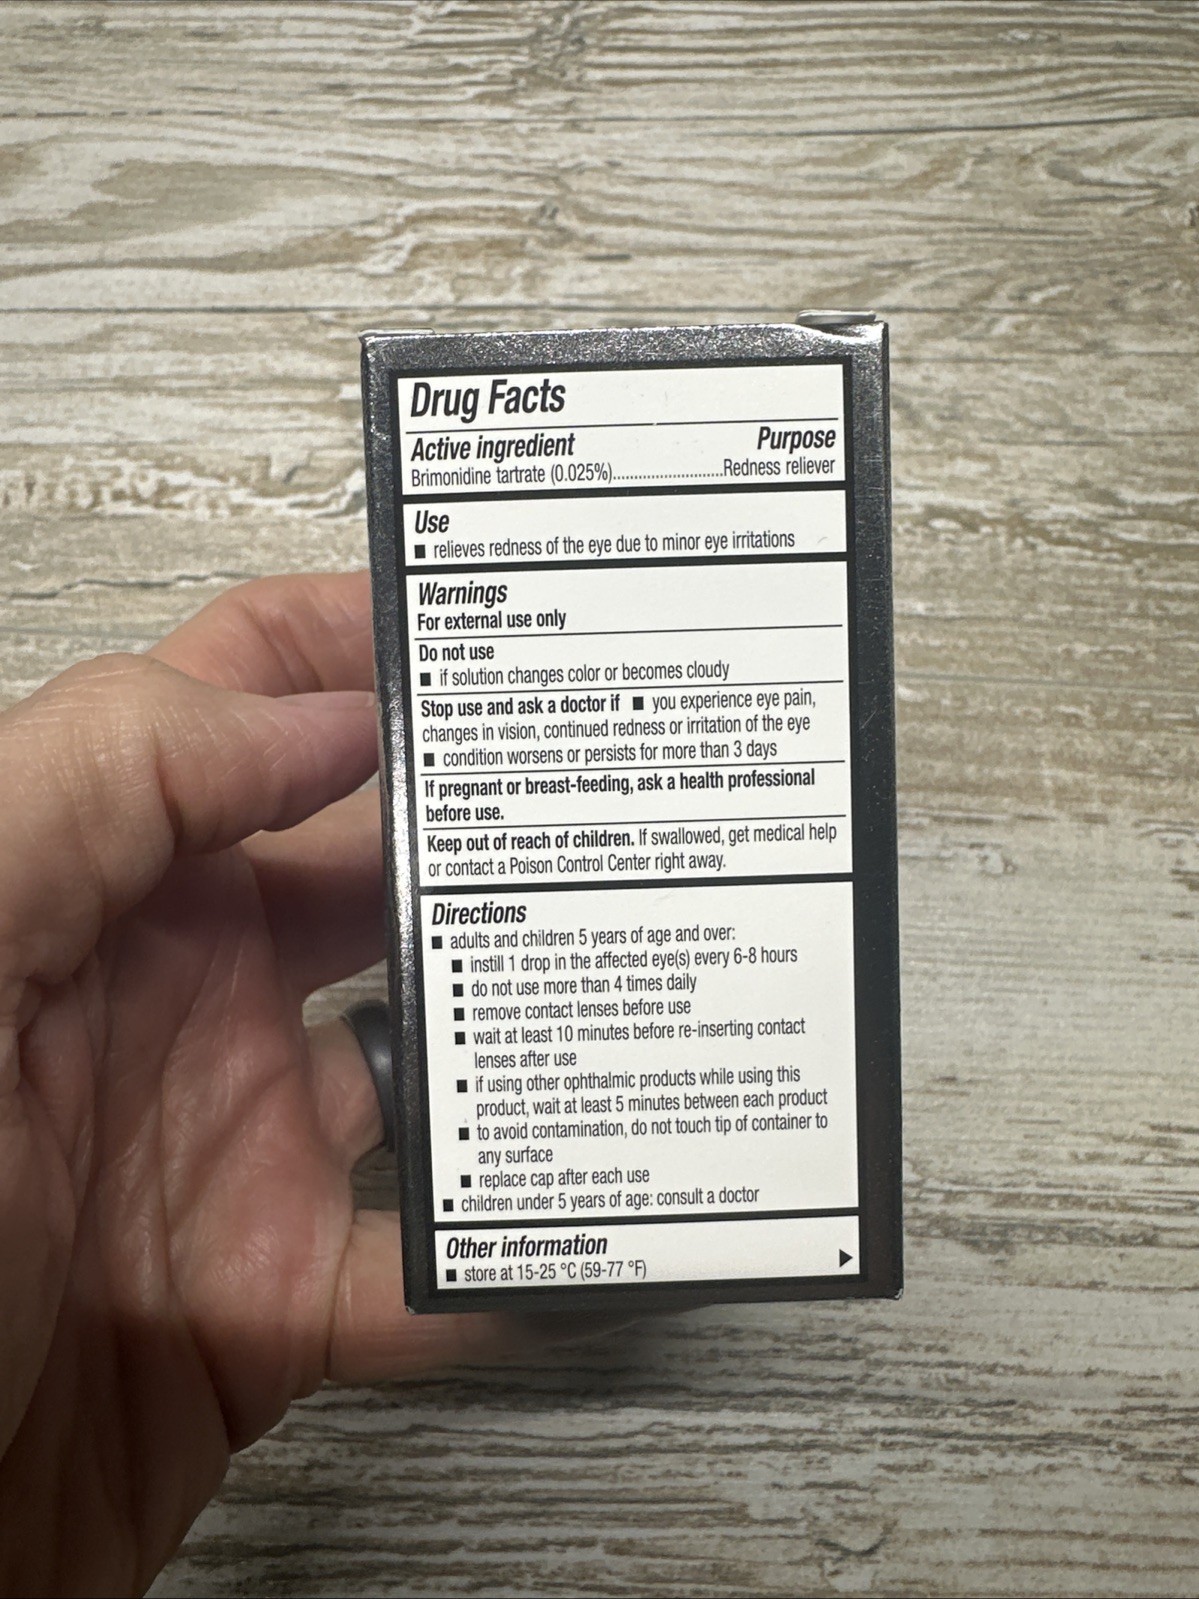 Drug Facts
Active ingredient Purpose
Brimonidine tartrate (0.025%)..........................Redness reliever
Use
■ relieves redness of the eye due to minor eye irritations
Warnings
For external use only
Do not use
■ if solution changes color or becomes cloudy
Stop use and ask a doctor if ■ you experience eye pain,
changes in vision, continued redness or irritation of the eye
■ condition worsens or persists for more than 3 days
If pregnant or breast-feeding, ask a health professional
before use.
Keep out of reach of children. If swallowed, get medical help
or contact a Poison Control Center right away.
Directions
■ adults and children 5 years of age and over:
■ instill 1 drop in the affected eye(s) every 6-8 hours
■ do not use more than 4 times daily
■ remove contact lenses before use
■ wait at least 10 minutes before re-inserting contact
lenses after use
■ if using other ophthalmic products while using this
product, wait at least 5 minutes between each product
■ to avoid contamination, do not touch tip of container to
any surface
■ replace cap after each use
■ children under 5 years of age: consult a doctor
Other information
■ store at 15-25 °C (59-77 °F)